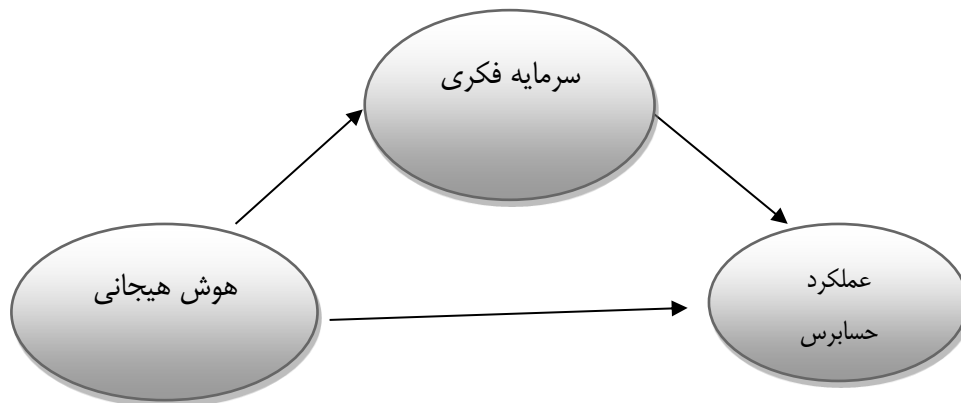 سرمایه فکری
هوش هیجانی
عملکرد
حسابرس